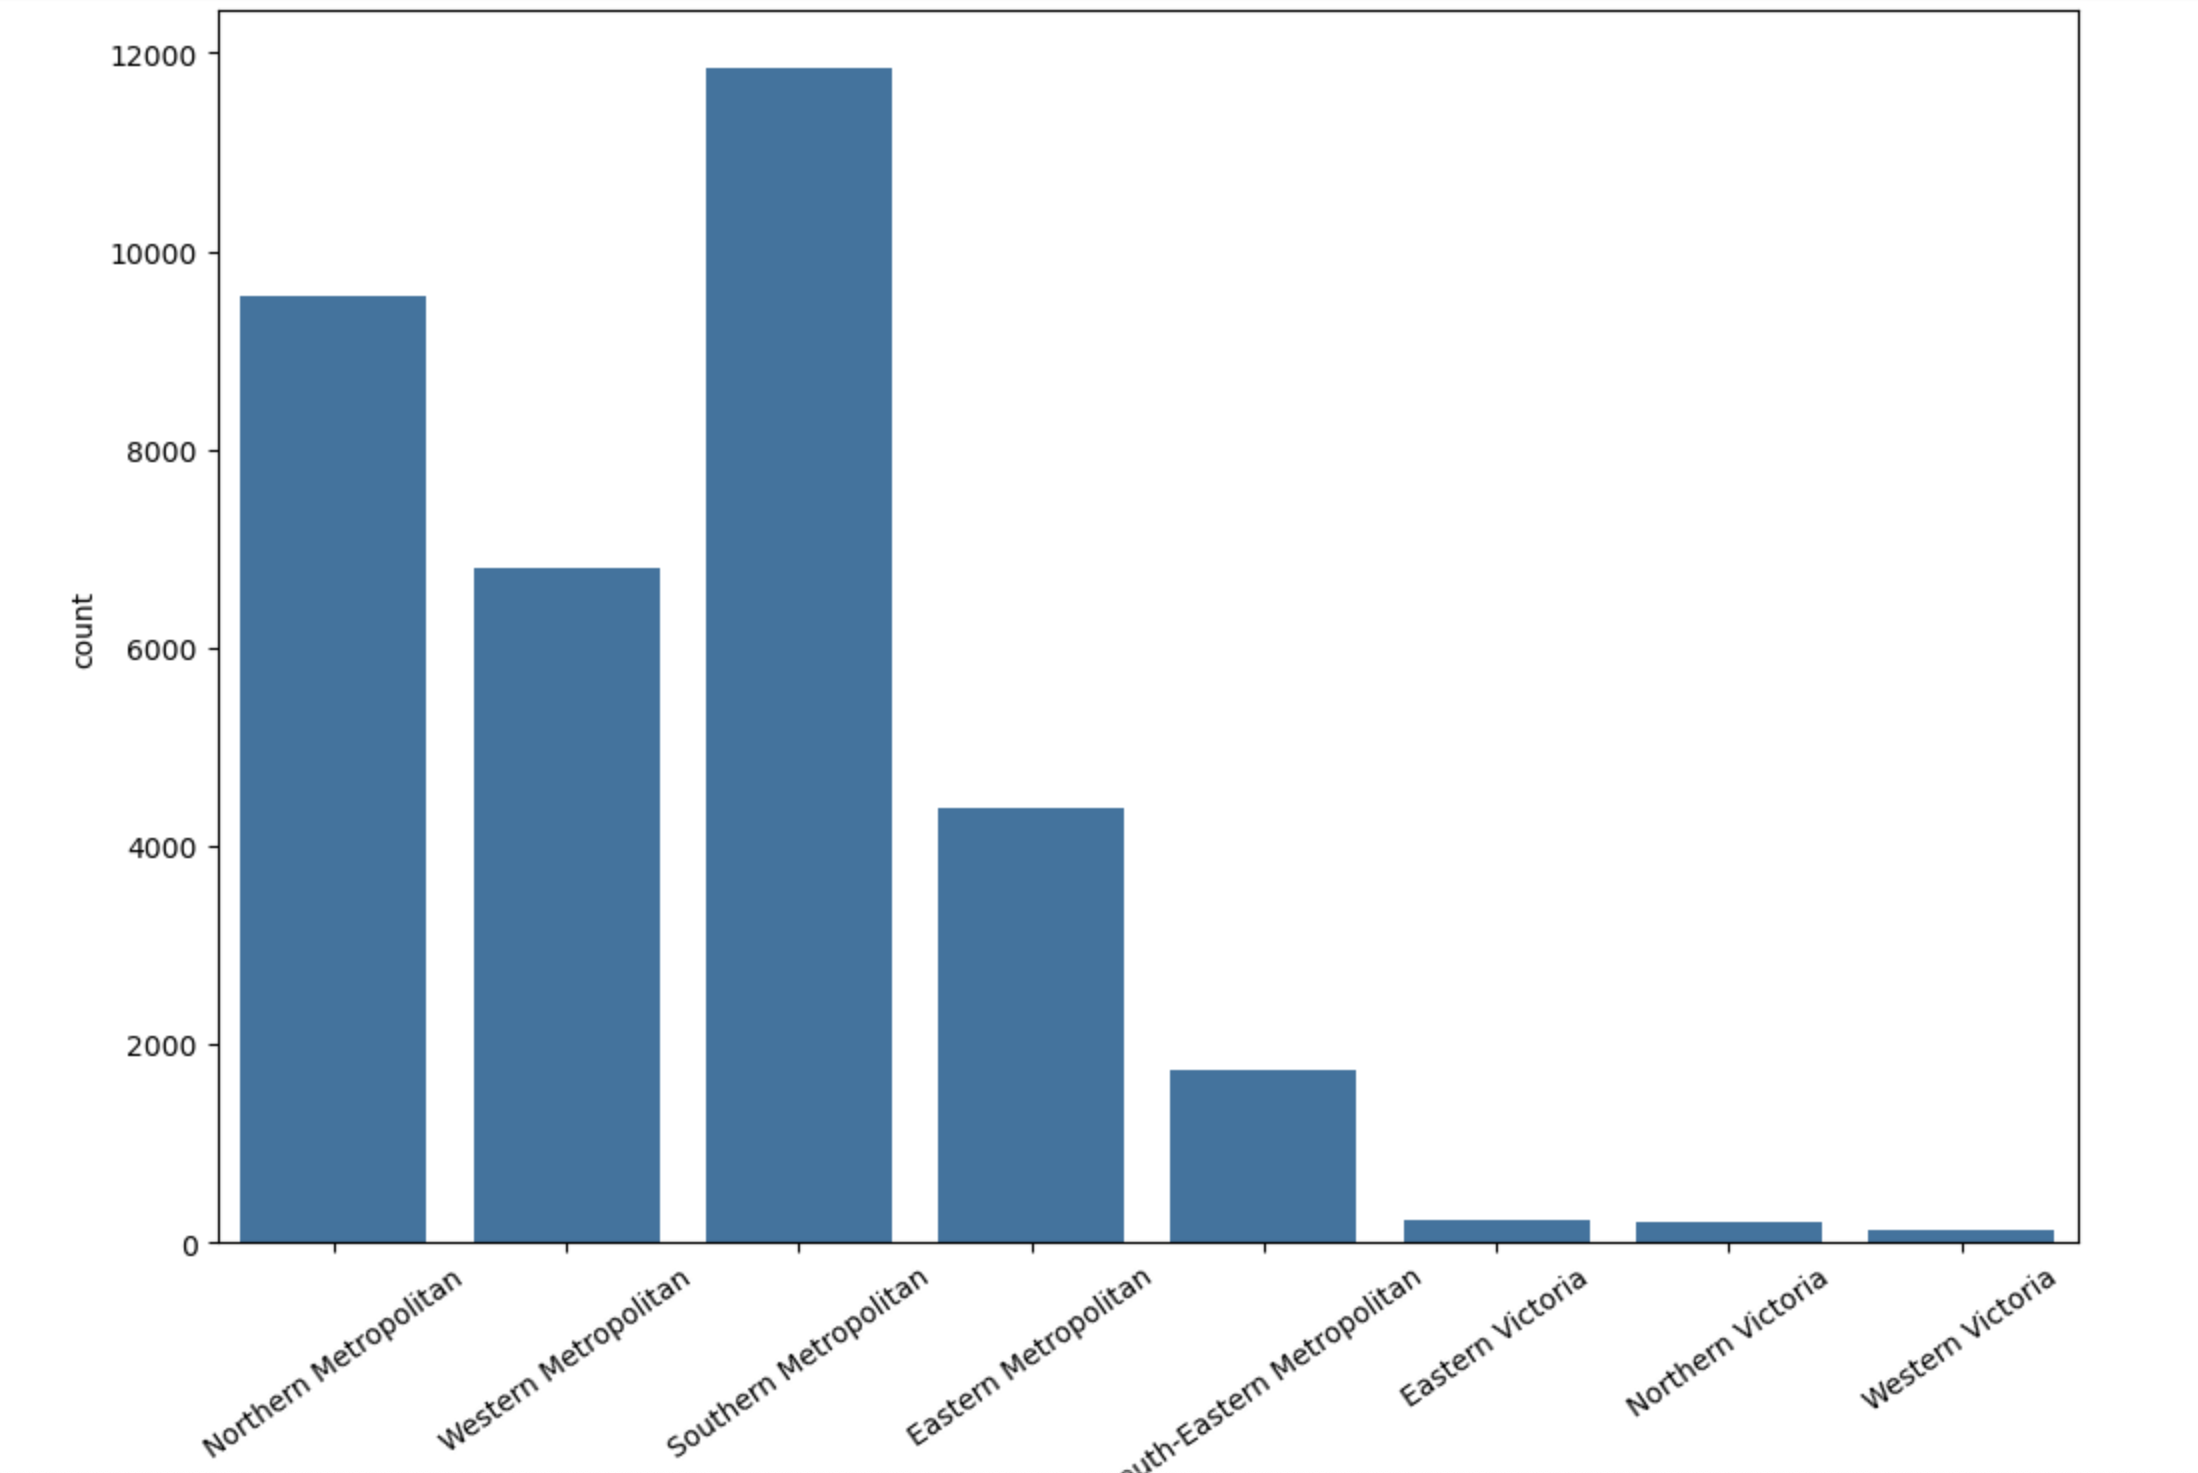 12000
10000
8000
6000
4000
2000
0
count
Northern Metropolitan
Western Metropolitan
Southern Metropolitan
Eastern Metropolitan
uth-Eastern Metropolitan
Eastern Victoria
Northern Victoria
Western Victoria